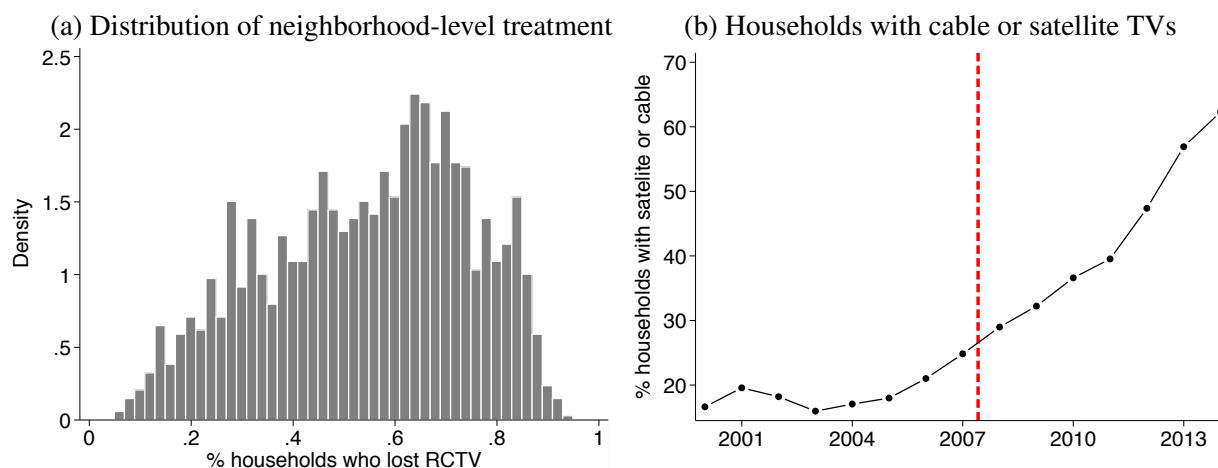 (a) Distribution of neighborhood-level treatment
2.5
2
1.5
1
.5
0
Density
0 .2 .4 .6 .8 1
% households who lost RCTV
(b) Households with cable or satellite TVs
70
60
50
40
30
20
% households with satelite or cable
2001 2004 2007 2010 2013